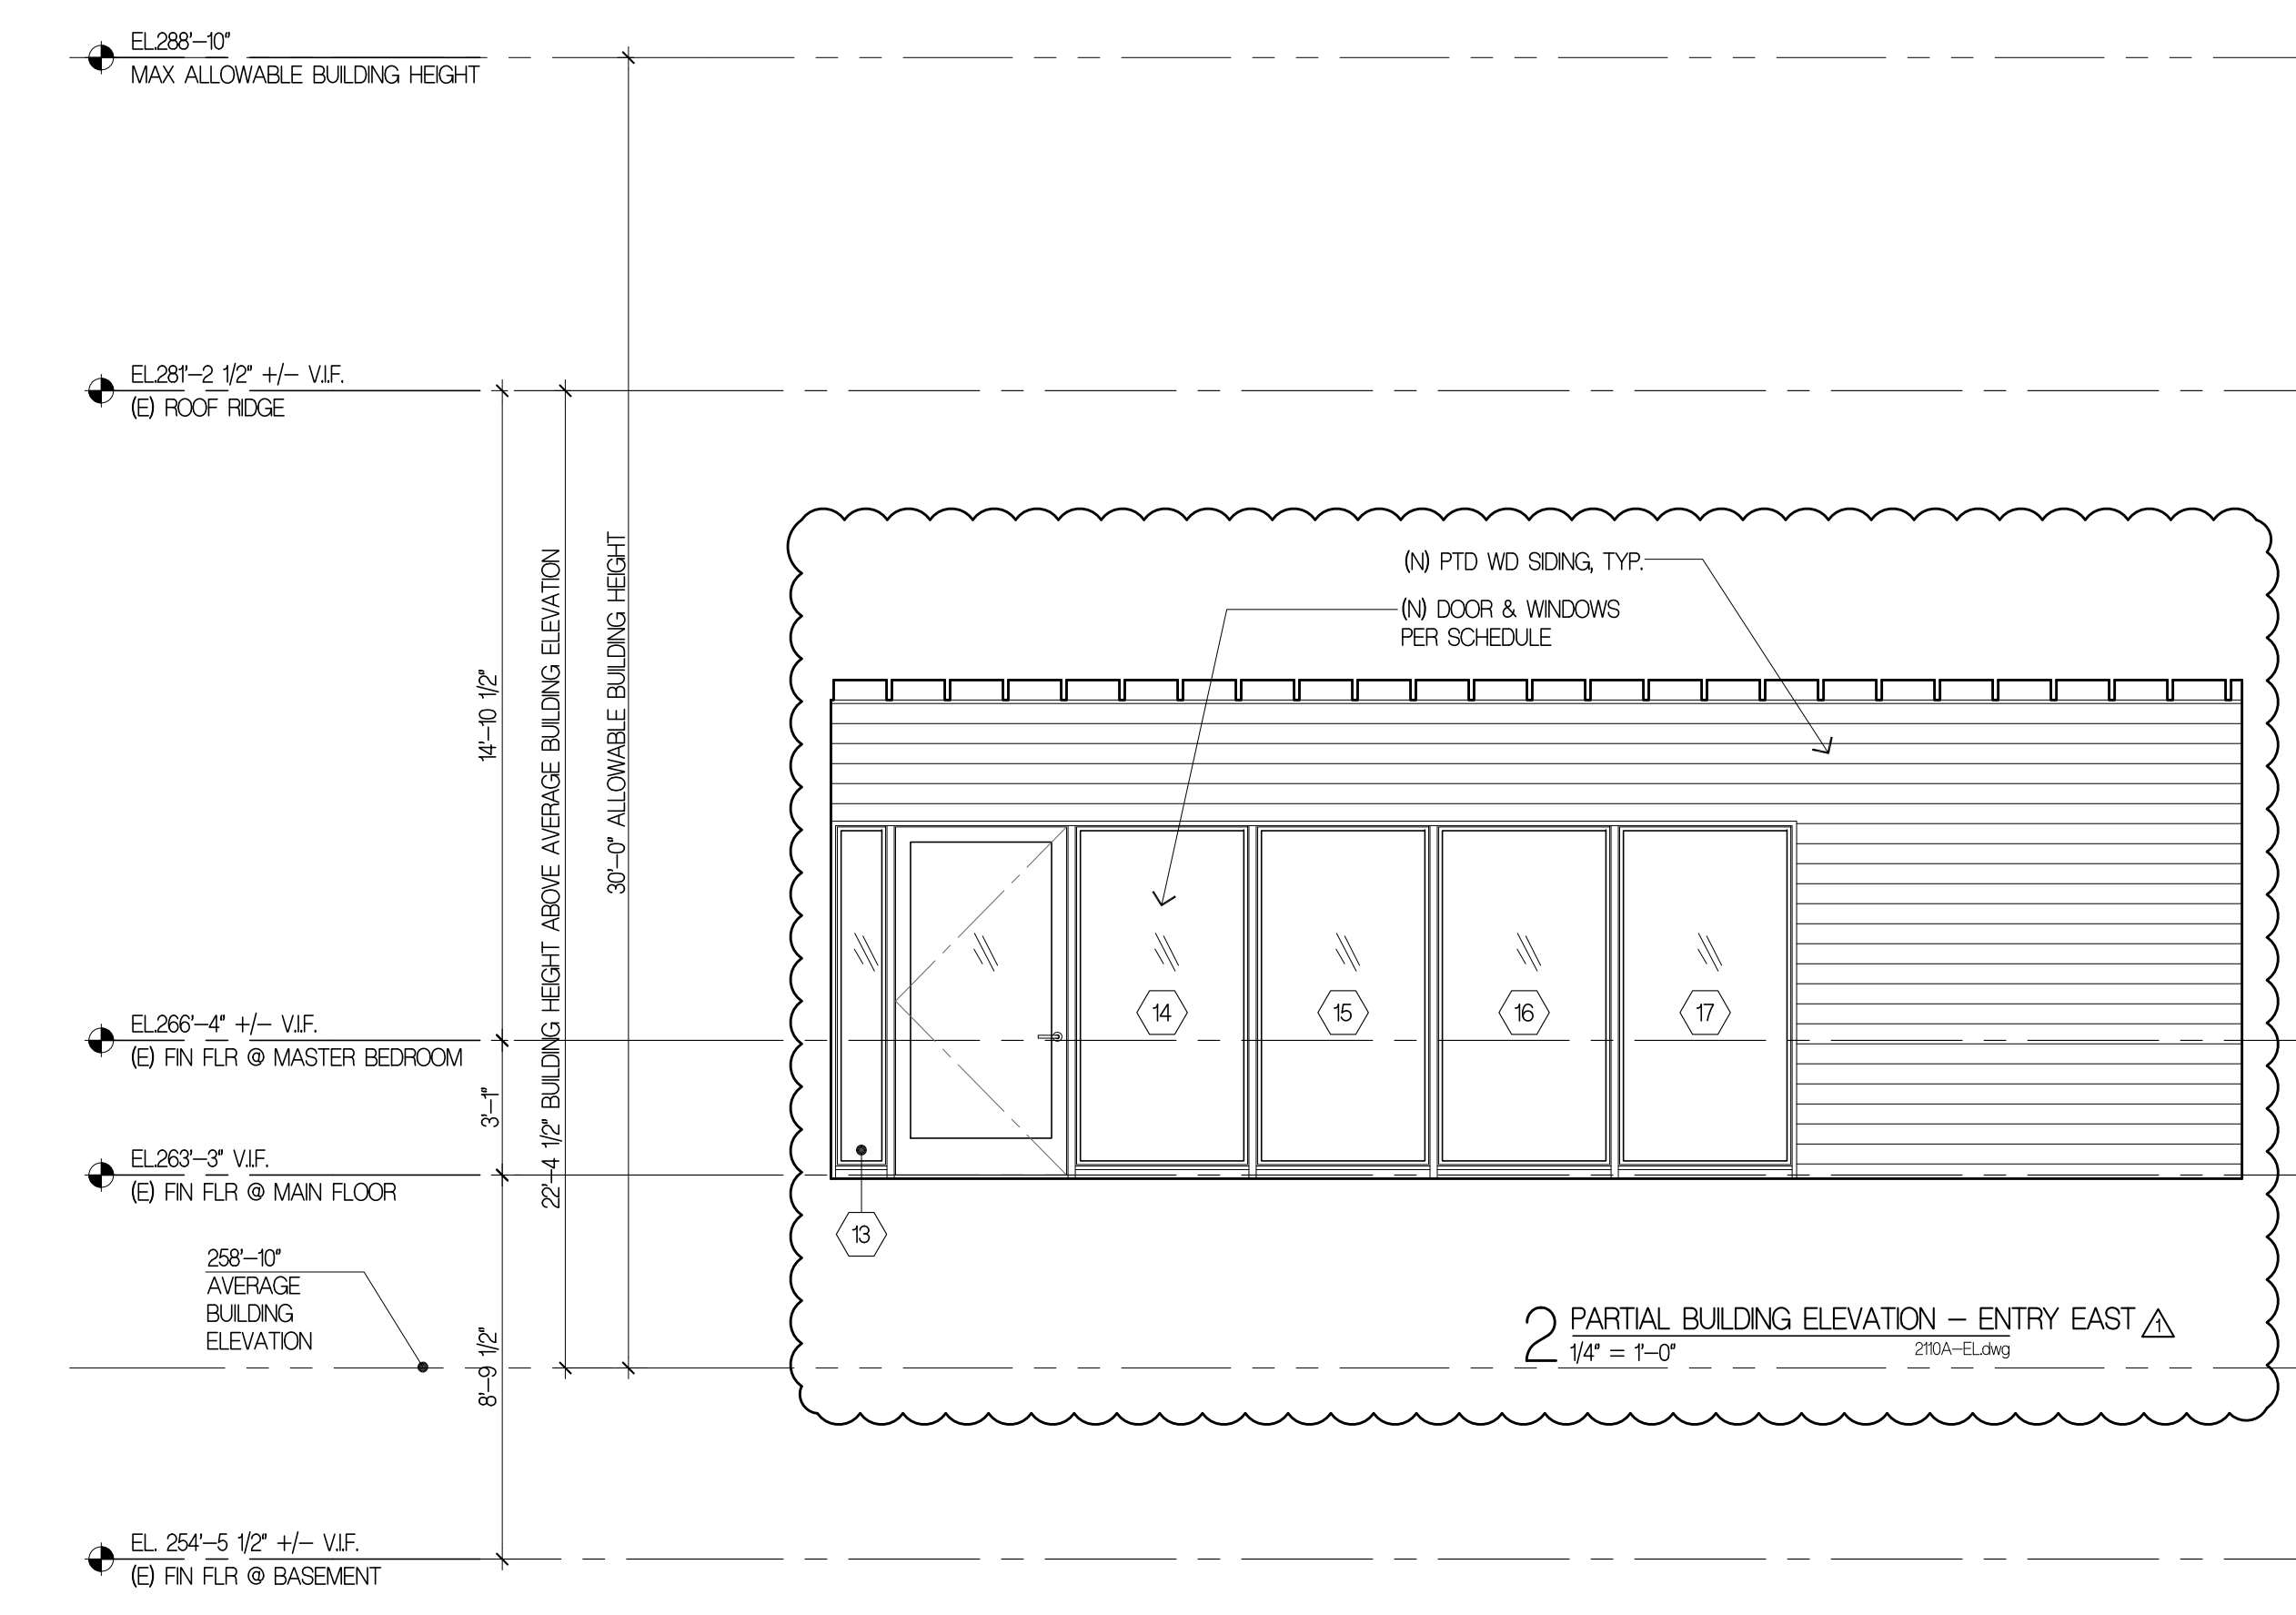 EL.288'-10"
MAX ALLOWABLE BUILDING HEIGHT
EL.281'-2 1/2" +/- V.I.F.
(E) ROOF RIDGE
14'-10 1/2"
22'-4 1/2" BUILDING HEIGHT ABOVE AVERAGE BUILDING ELEVATION
30'-0" ALLOWABLE BUILDING HEIGHT
(N) PTD WD SIDING, TYP.
(N) DOOR & WINDOWS
PER SCHEDULE
14
15
16
17
EL.266'-4" +/- V.I.F.
(E) FIN FLR @ MASTER BEDROOM
3'-1"
EL.263'-3" V.I.F.
(E) FIN FLR @ MAIN FLOOR
13
258'-10"
AVERAGE
BUILDING
ELEVATION
8'-9 1/2"
2 PARTIAL BUILDING ELEVATION - ENTRY EAST 1
1/4" = 1'-0"
2110A-EL.dwg
EL. 254'-5 1/2" +/- V.I.F.
(E) FIN FLR @ BASEMENT